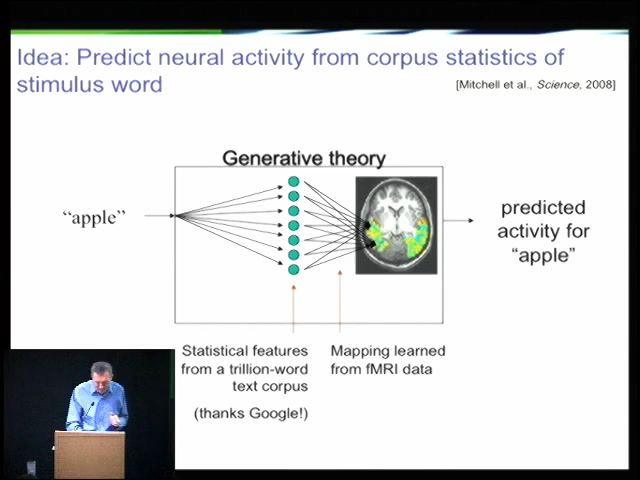 Idea: Predict neural activity from corpus statistics of
stimulus word
[Mitchell et al., Science, 2008]
Generative theory
“apple”
predicted
activity for
“apple”
Statistical features
from a trillion-word
text corpus
(thanks Google!)
Mapping learned
from fMRI data